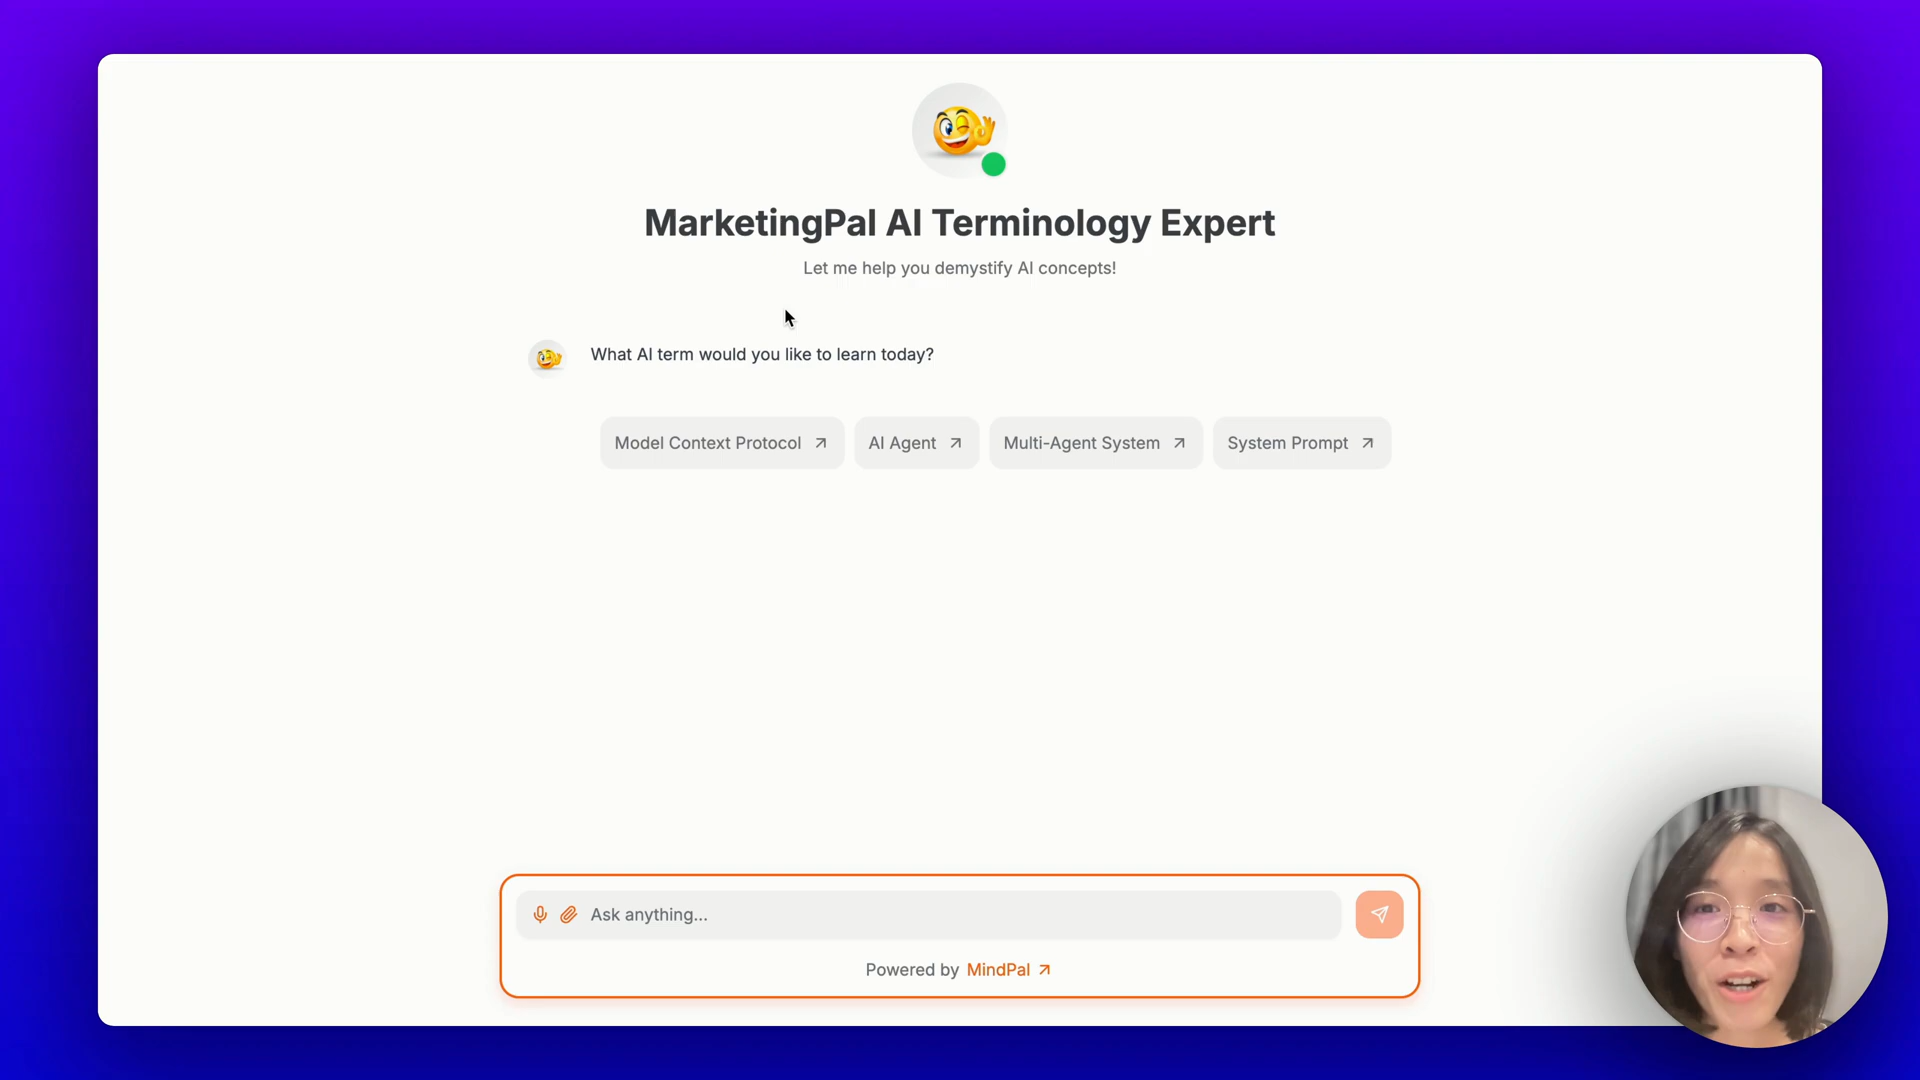 MarketingPal AI Terminology Expert
Let me help you demystify AI concepts!
What AI term would you like to learn today?
Model Context Protocol
AI Agent
Multi-Agent System
System Prompt
Ask anything...
Powered by MindPal